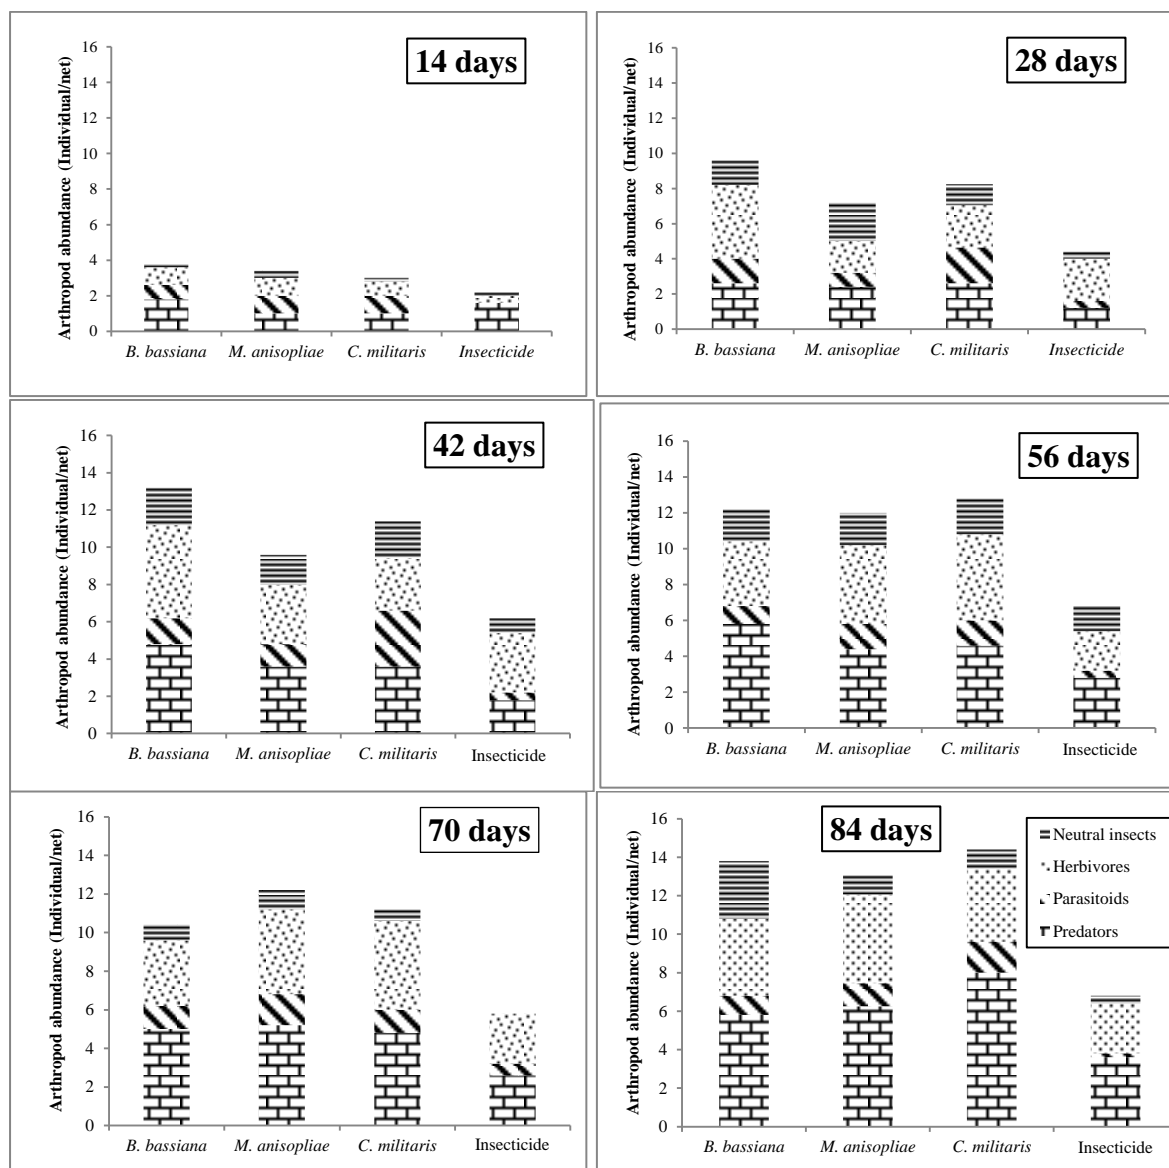 14 days
Arthropod abundance (Individual/net)
16
14
12
10
8
6
4
2
0
B. bassiana M. anisopliae C. militaris Insecticide
28 days
Arthropod abundance (Individual/net)
16
14
12
10
8
6
4
2
0
B. bassiana M. anisopliae C. militaris Insecticide
42 days
Arthropod abundance (Individual/net)
16
14
12
10
8
6
4
2
0
B. bassiana M. anisopliae C. militaris Insecticide
56 days
Arthropod abundance (Individual/net)
16
14
12
10
8
6
4
2
0
B. bassiana M. anisopliae C. militaris Insecticide
70 days
Arthropod abundance (Individual/net)
16
14
12
10
8
6
4
2
0
B. bassiana M. anisopliae C. militaris Insecticide
84 days
Arthropod abundance (Individual/net)
16
14
12
10
8
6
4
2
0
B. bassiana M. anisopliae C. militaris Insecticide
Neutral insects
Herbivores
Parasitoids
Predators